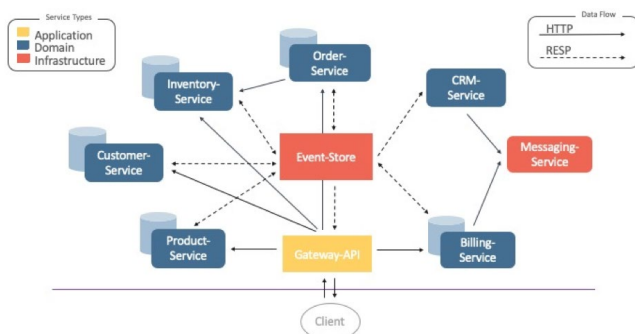 Service Types
Application
Domain
Infrastructure
Data Flow
HTTP
RESP
Order-
Service
Inventory-
Service
CRM-
Service
Customer-
Service
Event-Store
Messaging-
Service
Product-
Service
Gateway-API
Billing-
Service
Client